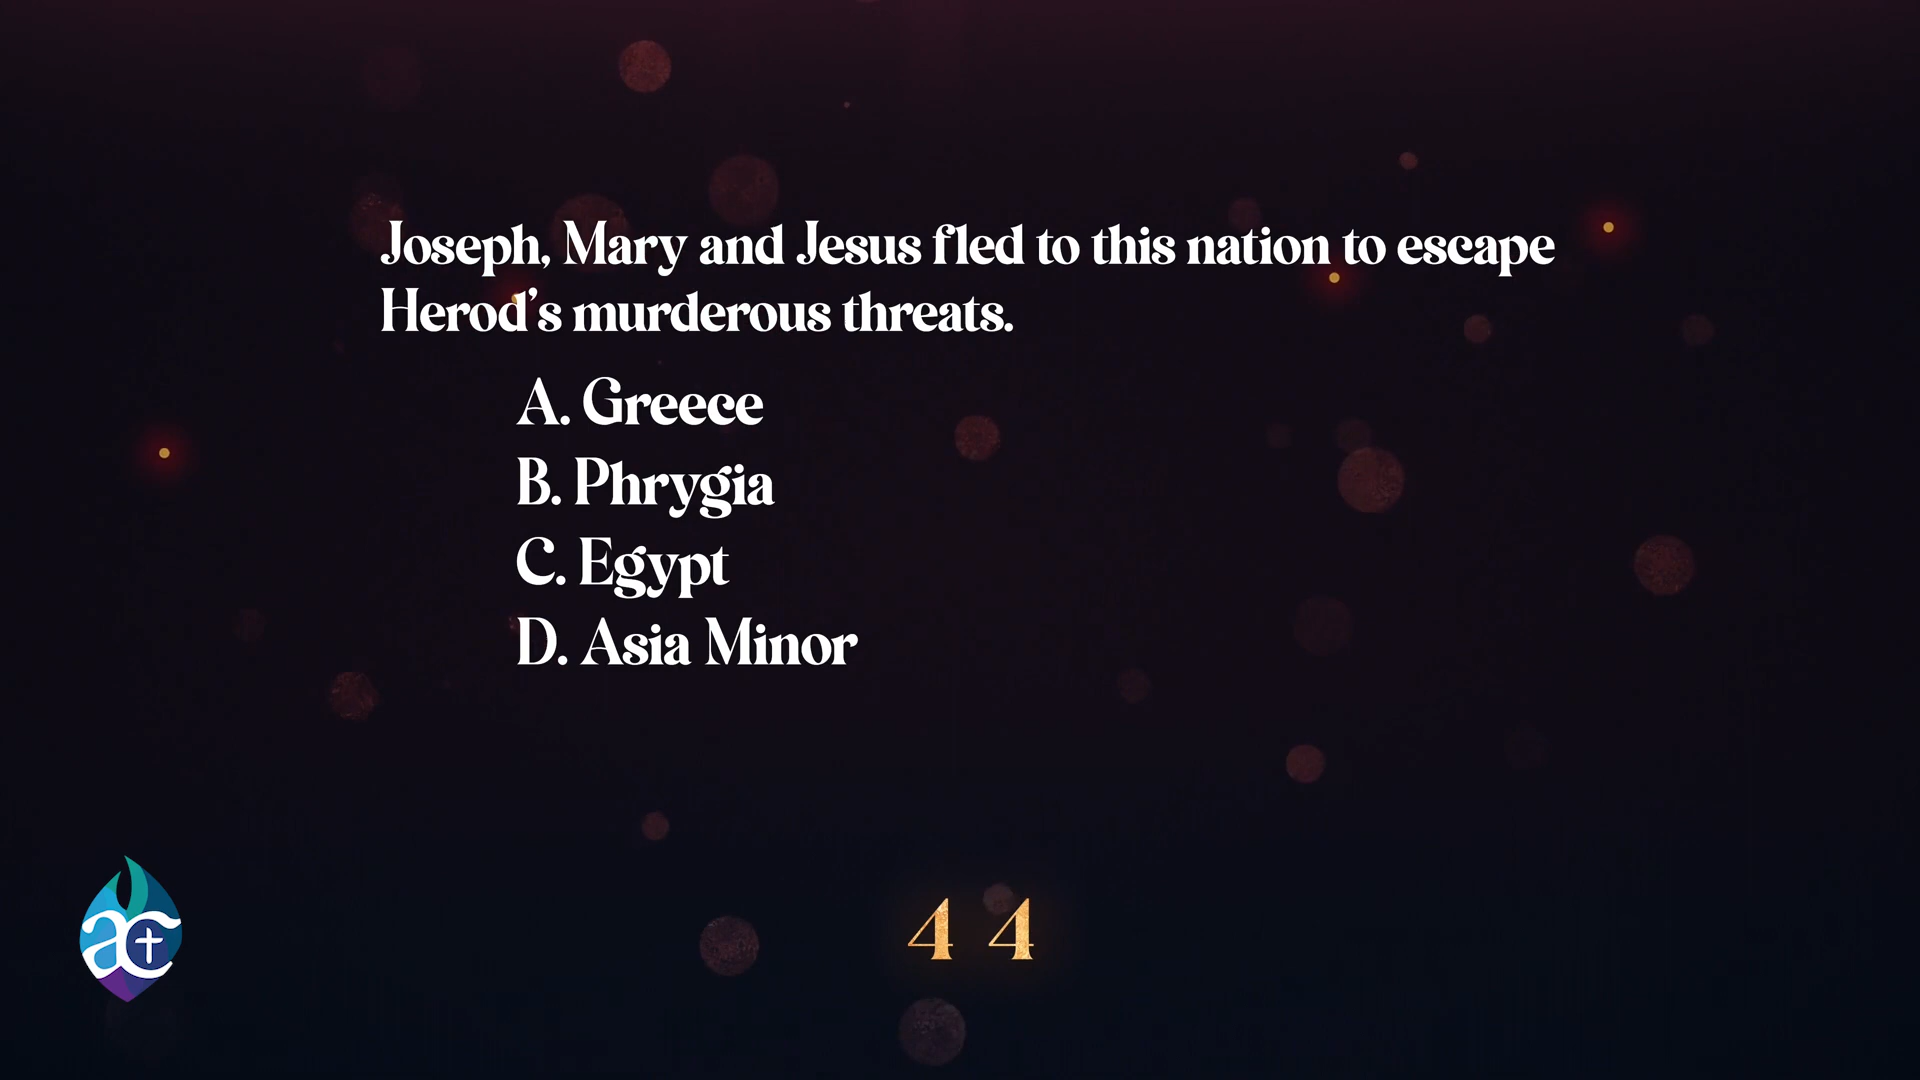 Joseph, Mary and Jesus fled to this nation to escape
Herod’s murderous threats.
A. Greece
B. Phrygia
C. Egypt
D. Asia Minor
ac
4 4